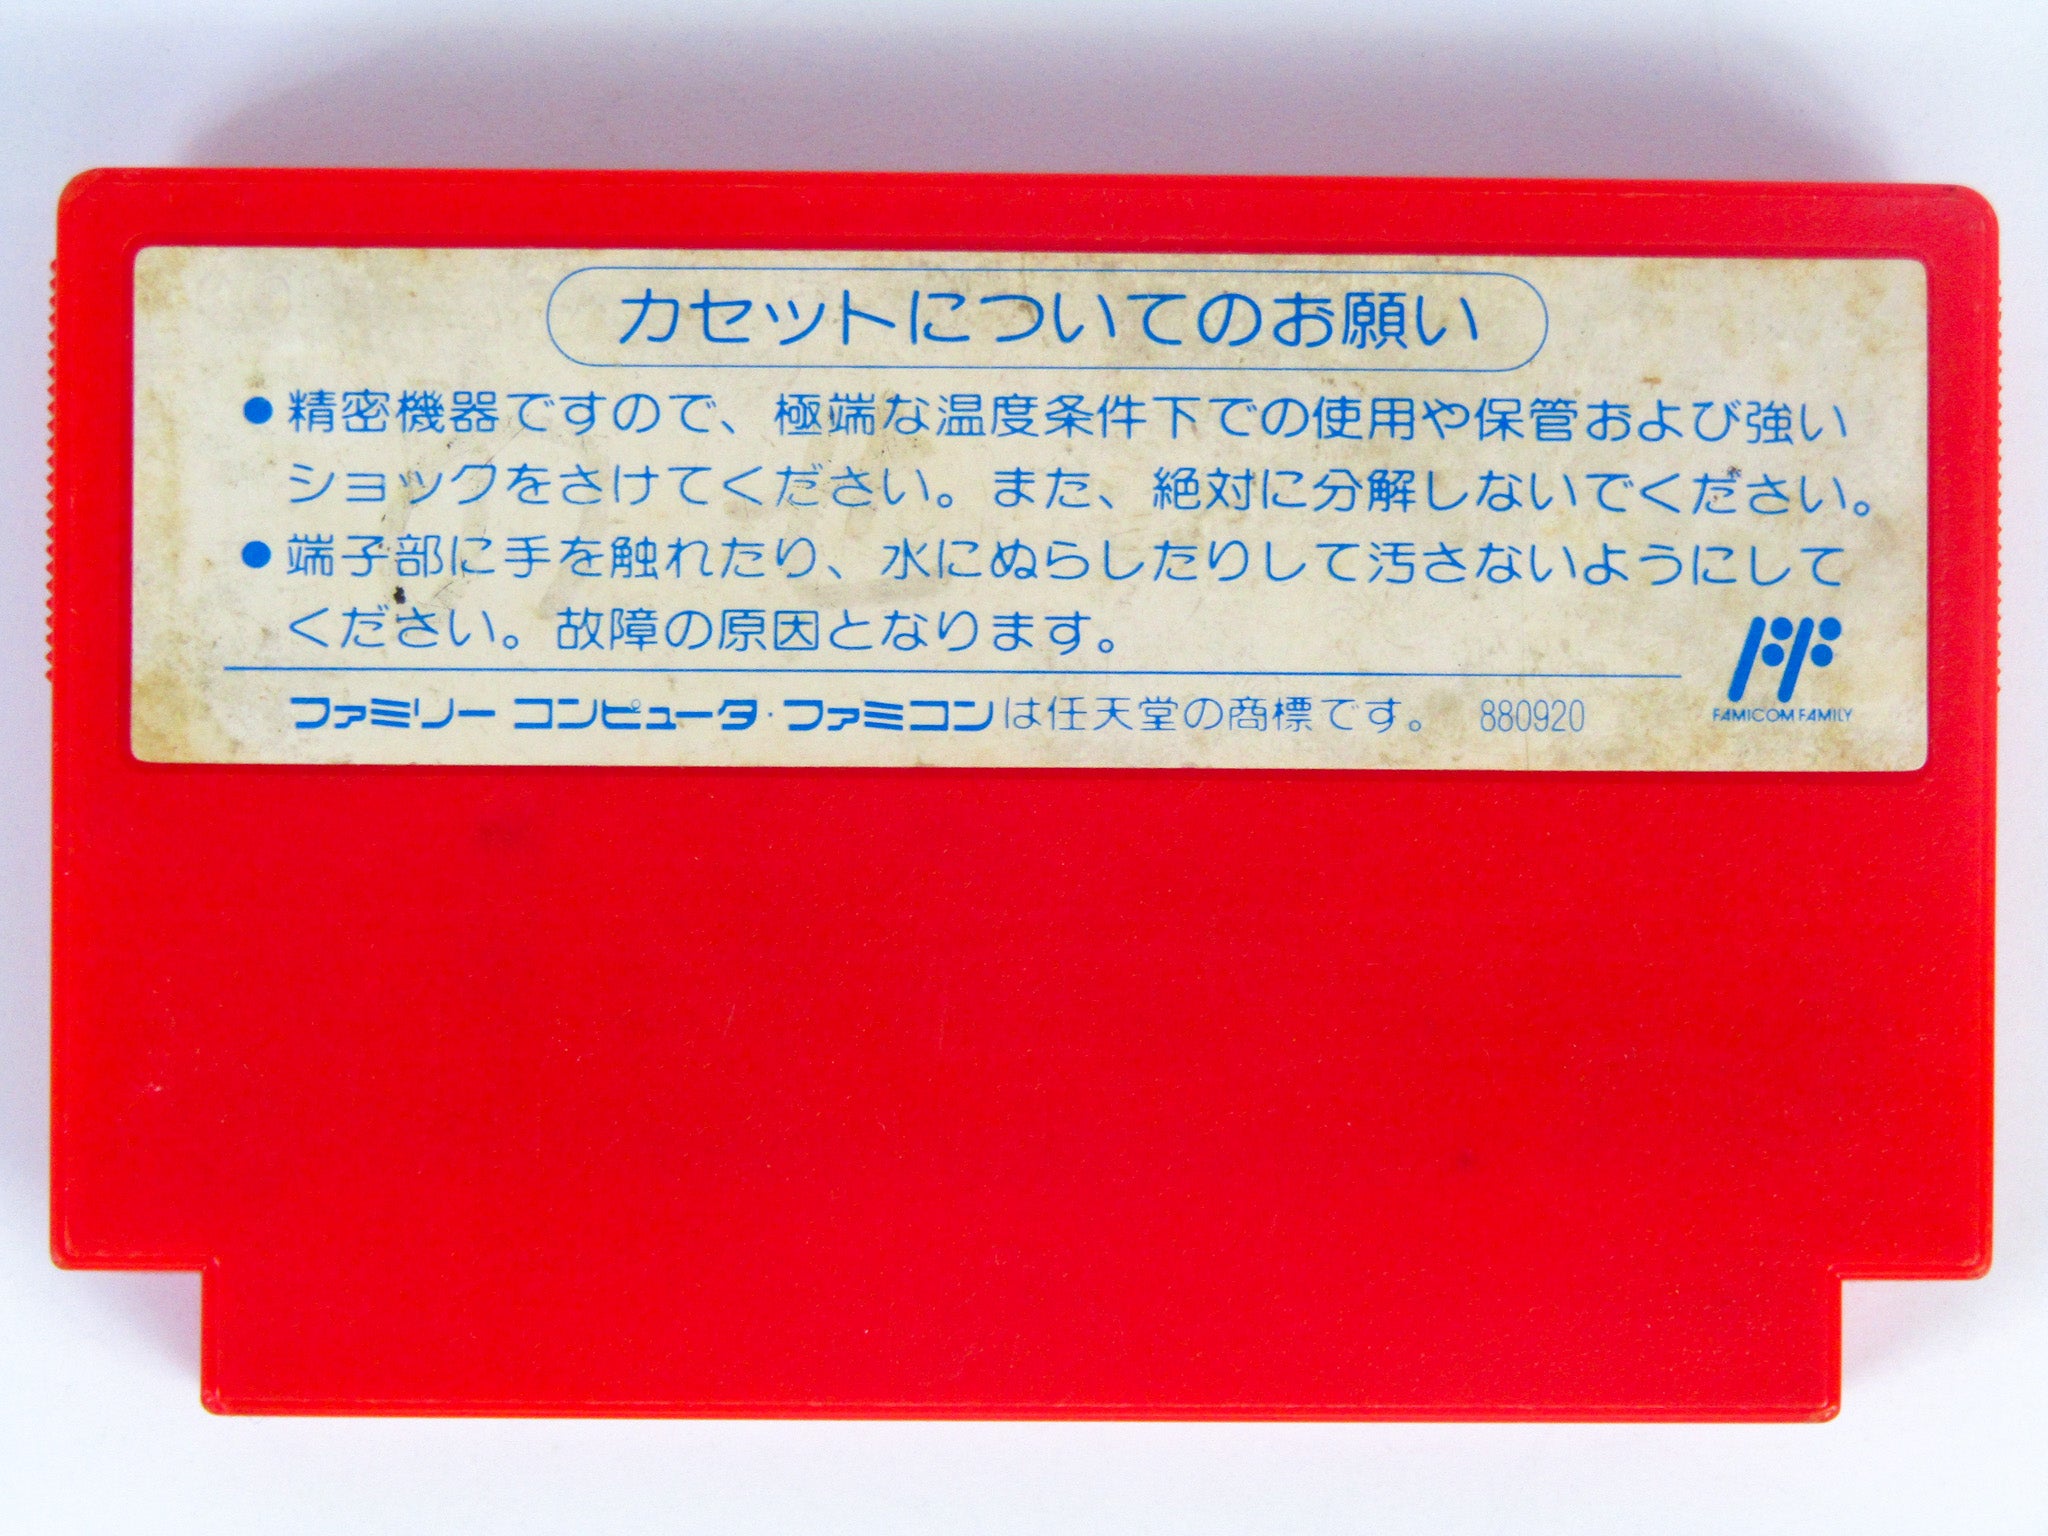 カセットについてのお願い
●精密機器ですので、極端な温度条件下での使用や保管および強い
ショックをさけてください。また、絶対に分解しないでください。
●端子部に手を触れたり、水にぬらしたりして汚さないようにして
ください。故障の原因となります。
ファミリーコンピュータ・ファミコンは任天堂の商標です。 880920
FAMICOM FAMILY